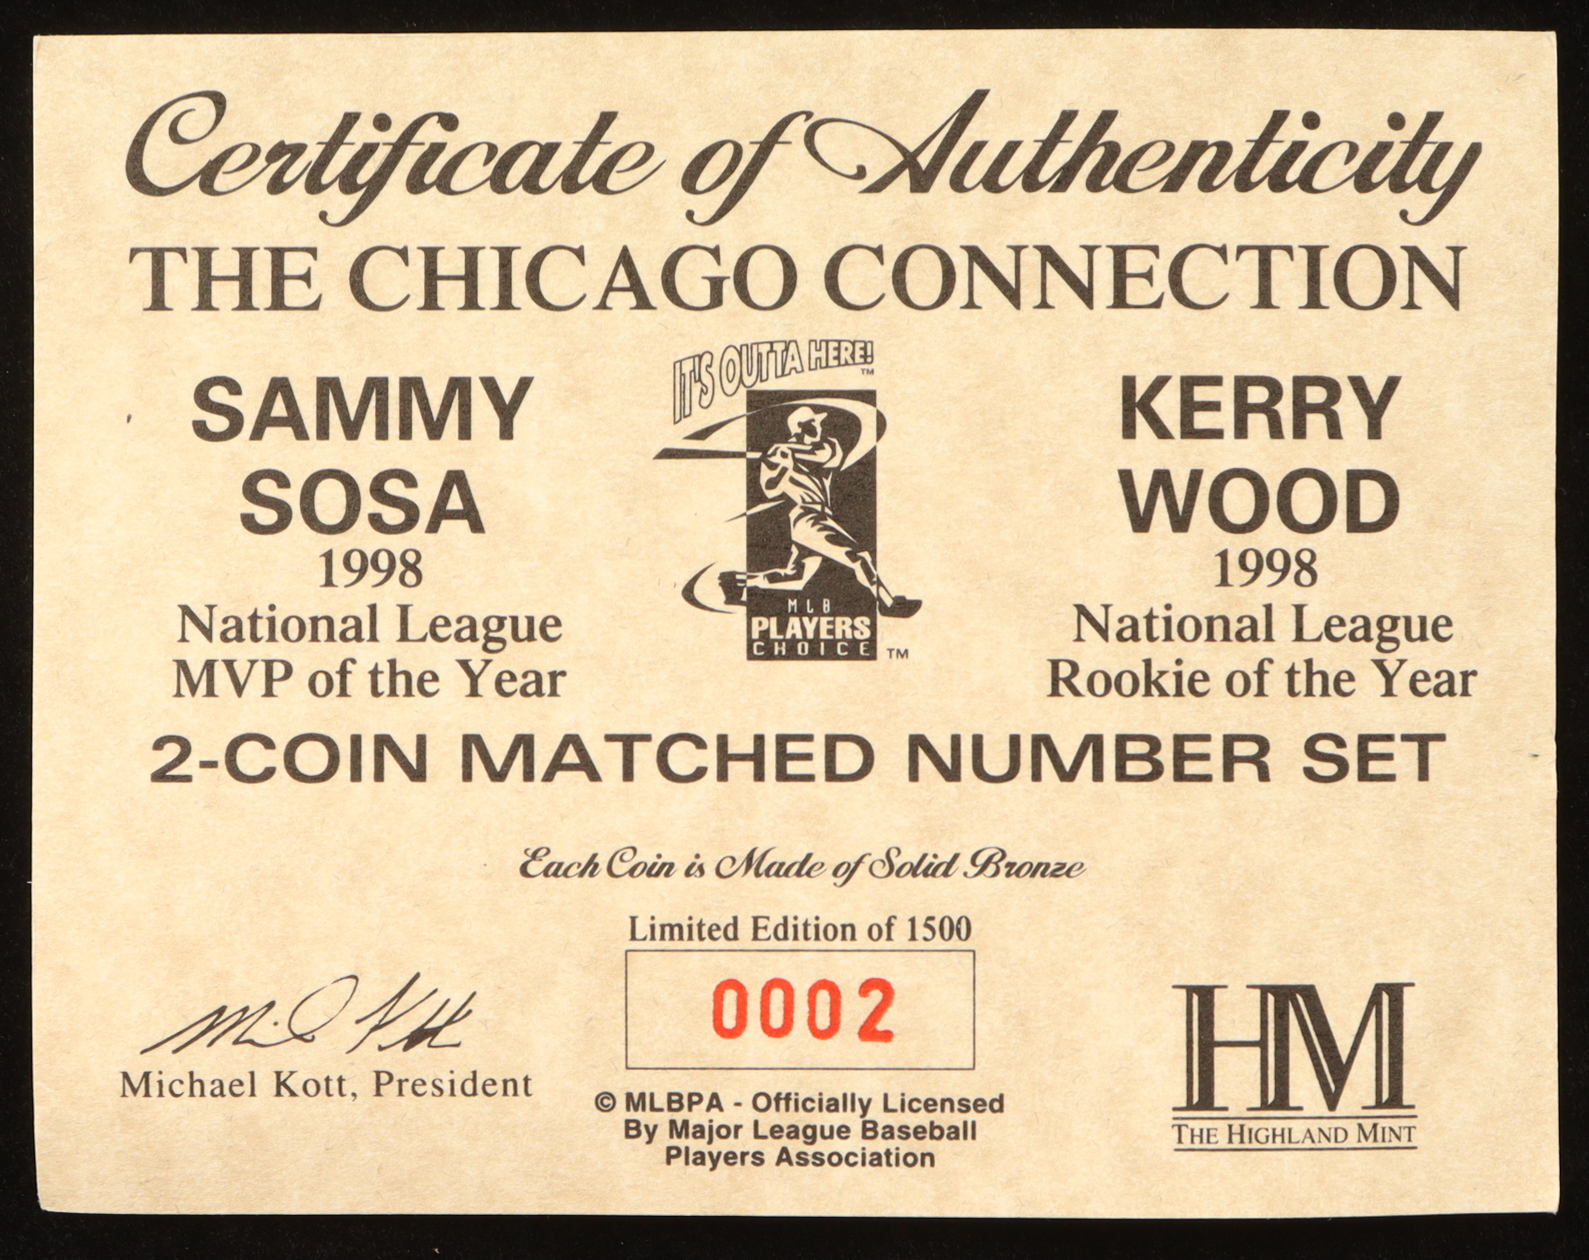 Certificate of Authenticity
THE CHICAGO CONNECTION
IT'S OUTTA HERE!
TM
SAMMY
SOSA
1998
National League
MVP of the Year
KERRY
WOOD
1998
National League
Rookie of the Year
MLB
PLAYERS
CHOICE TM
2-COIN MATCHED NUMBER SET
Each Coin is Made of Solid Bronze
Limited Edition of 1500
0002
Michael Kott, President
© MLBPA - Officially Licensed
By Major League Baseball
Players Association
HM
THE HIGHLAND MINT